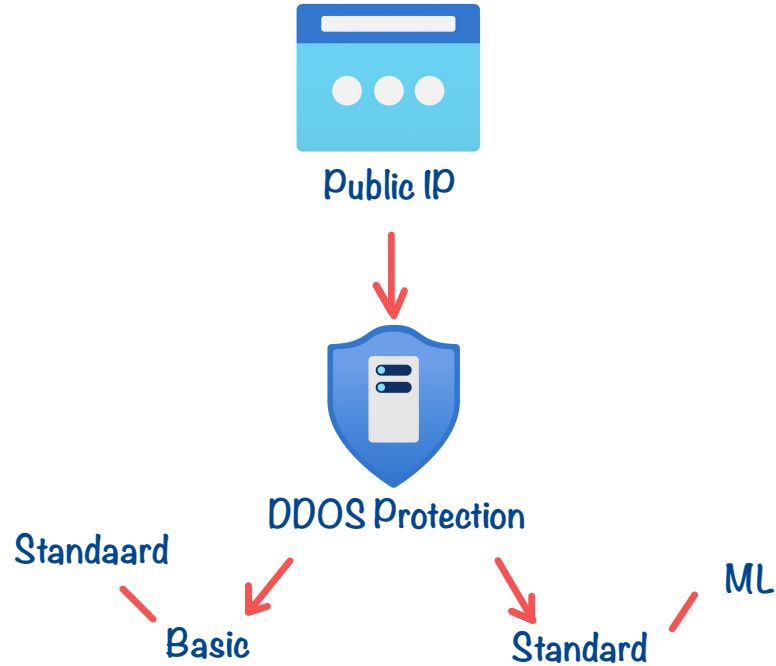 Public IP
DDOS Protection
Standaard
ML
Basic
Standard